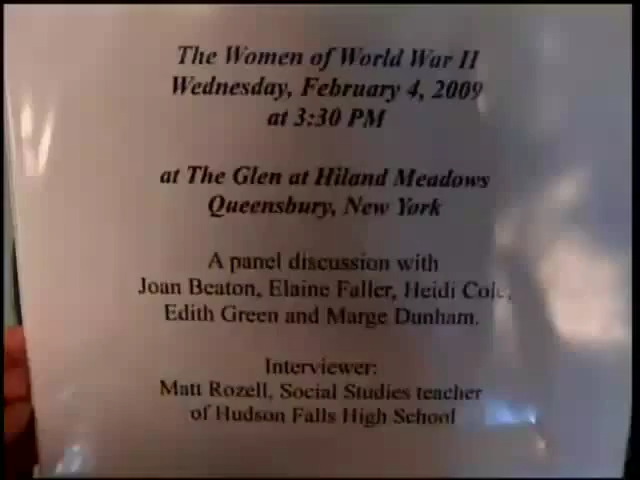 The Women of World War II
Wednesday, February 4, 2009
at 3:30 PM
at The Glen at Hiland Meadows
Queensbury, New York
A panel discussion with
Joan Beaton, Elaine Faller, Heidi Cole,
Edith Green and Marge Dunham.
Interviewer:
Matt Rozell, Social Studies teacher
of Hudson Falls High School